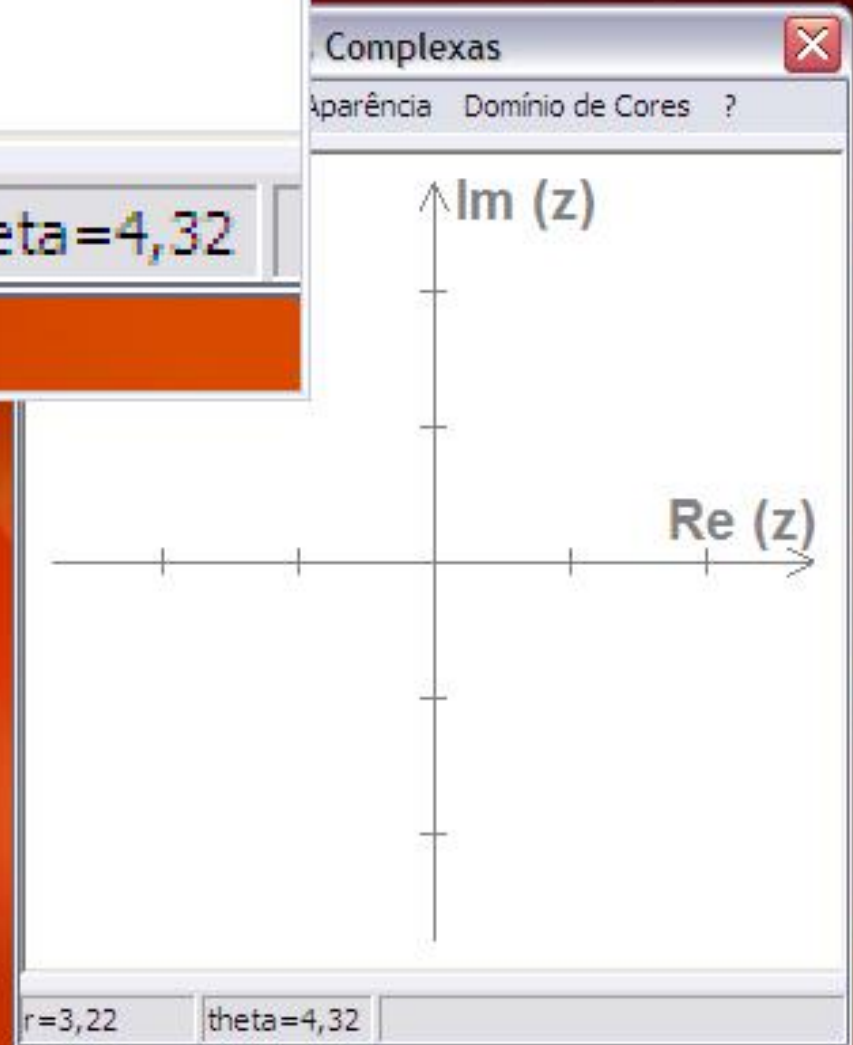 Complexas
Aparência Domínio de Cores ?
Im (z)
eta=4,32
Re (z)
r=3,22 theta=4,32